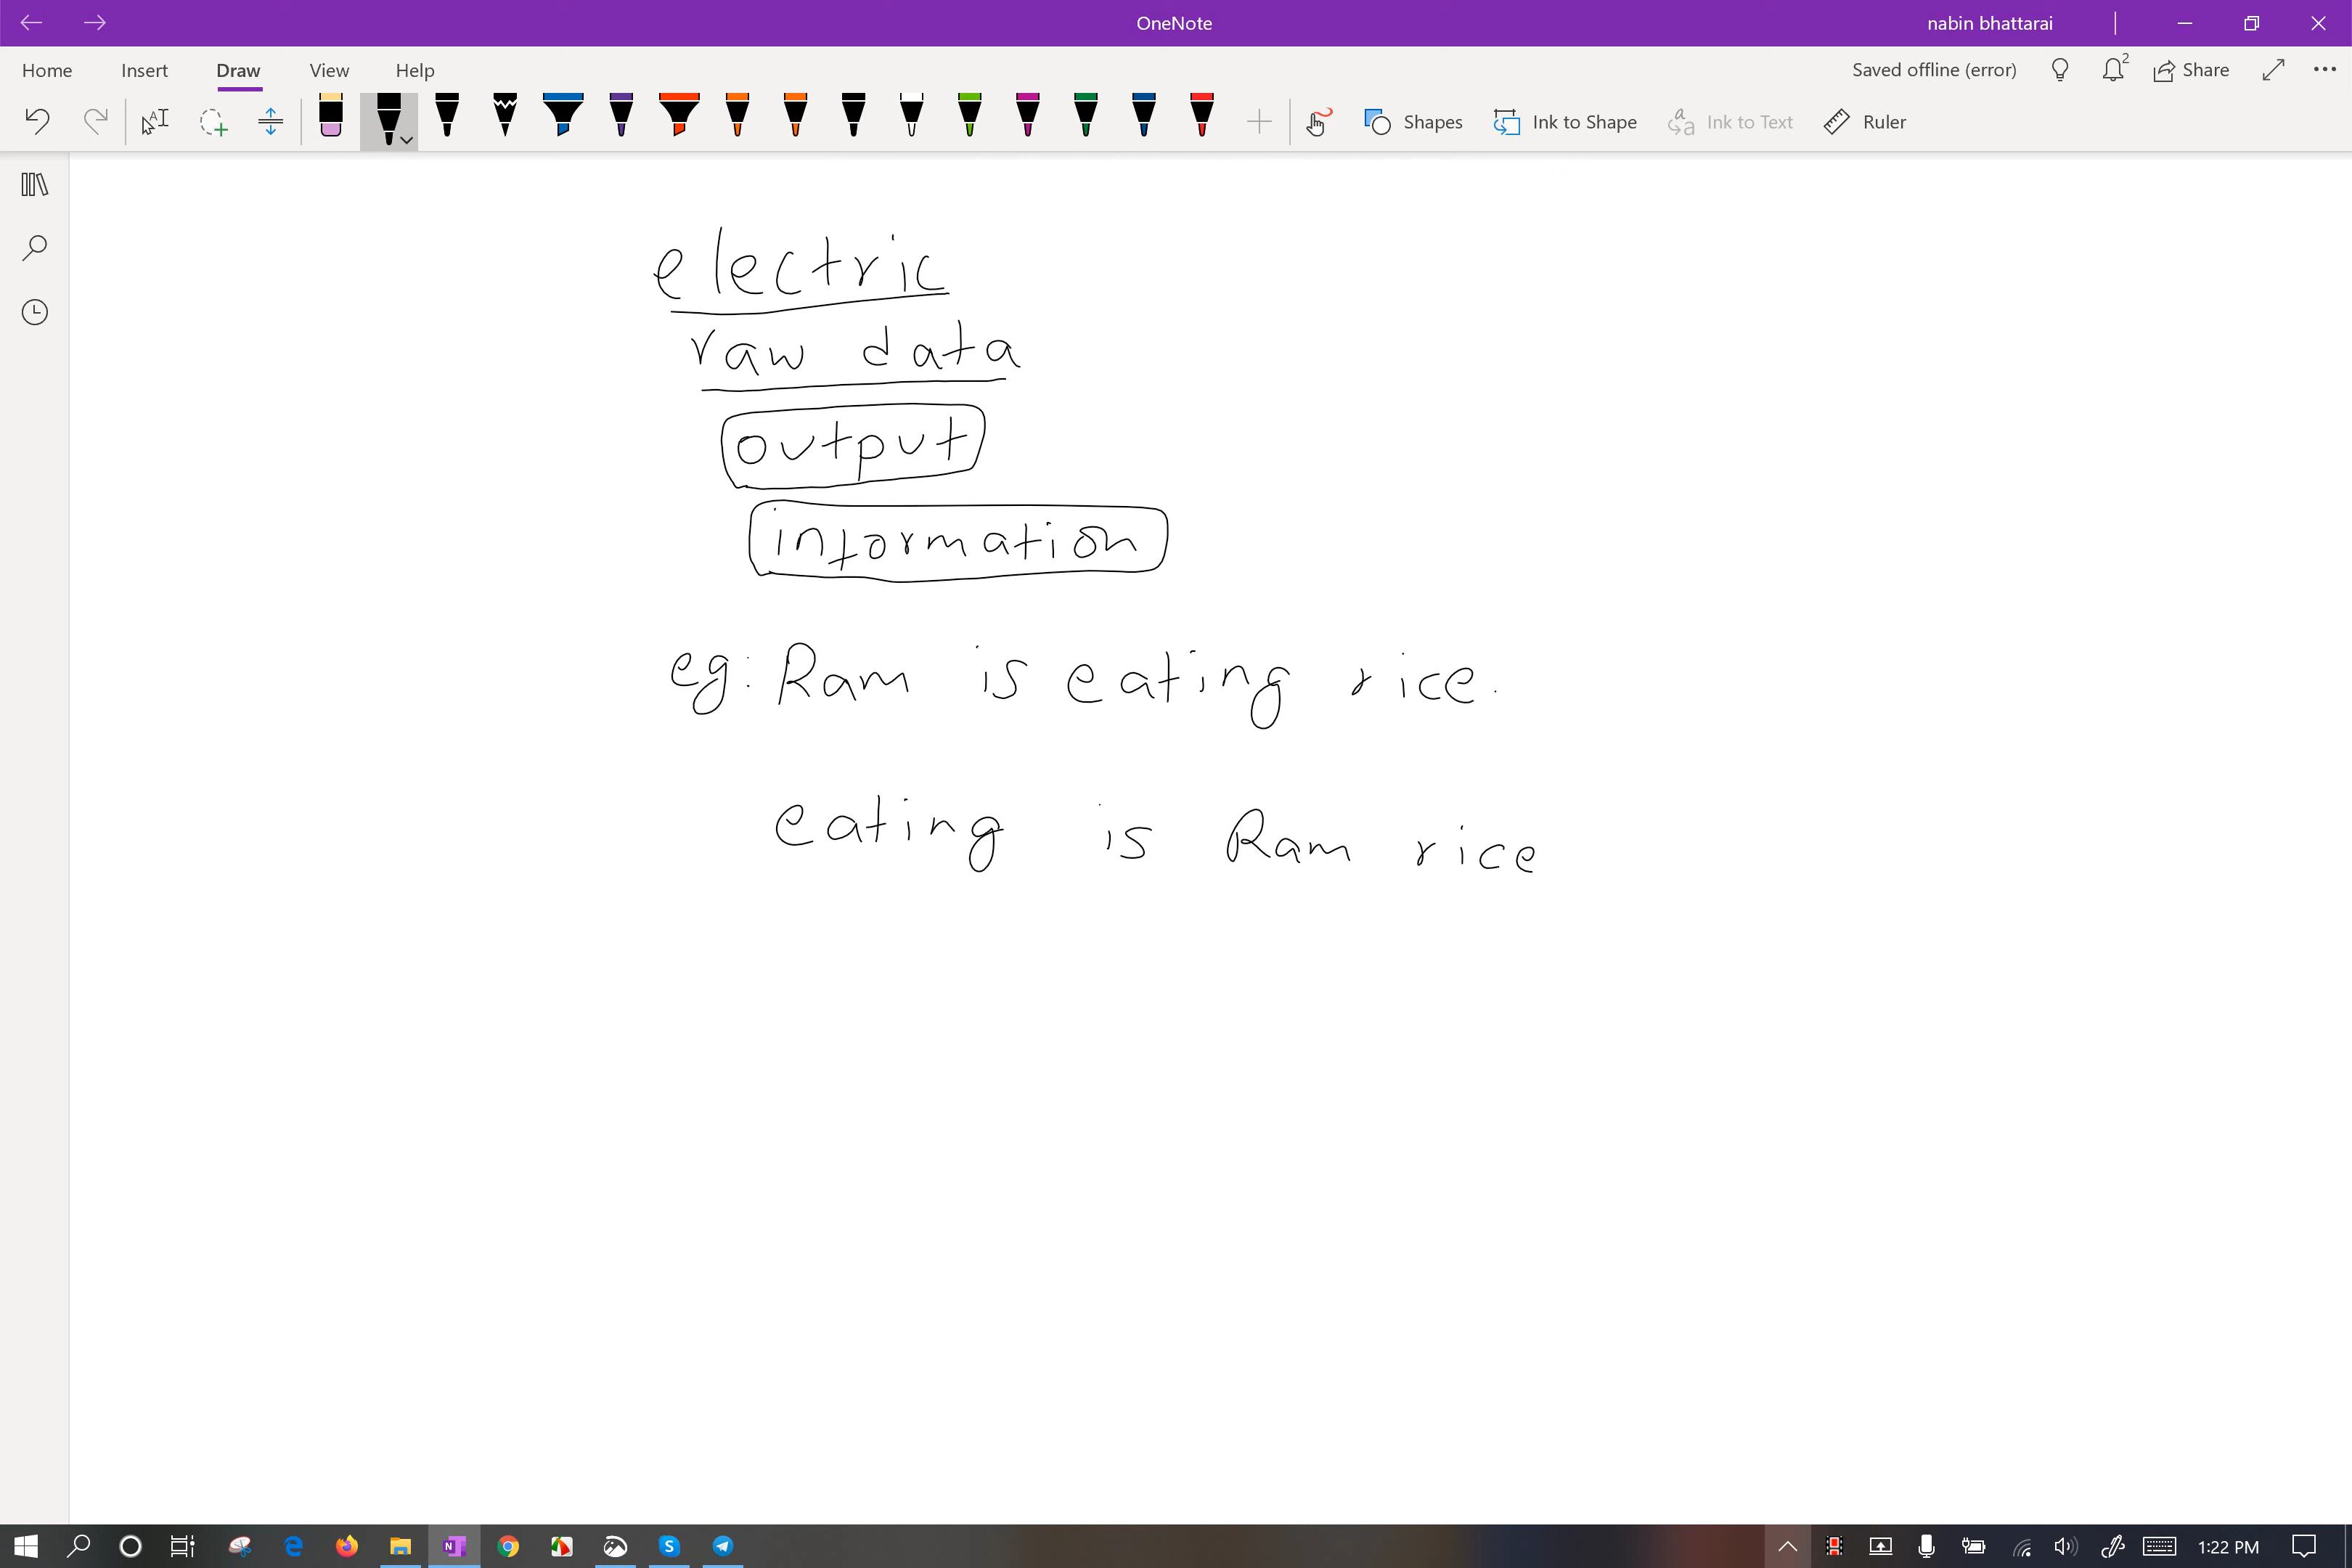 OneNote
nabin bhattarai
Home Insert Draw View Help
Saved offline (error) 2 Share
Shapes Ink to Shape Ink to Text Ruler
electric
raw data
output
information
eg: Ram is eating rice.
eating is Ram rice
1:22 PM